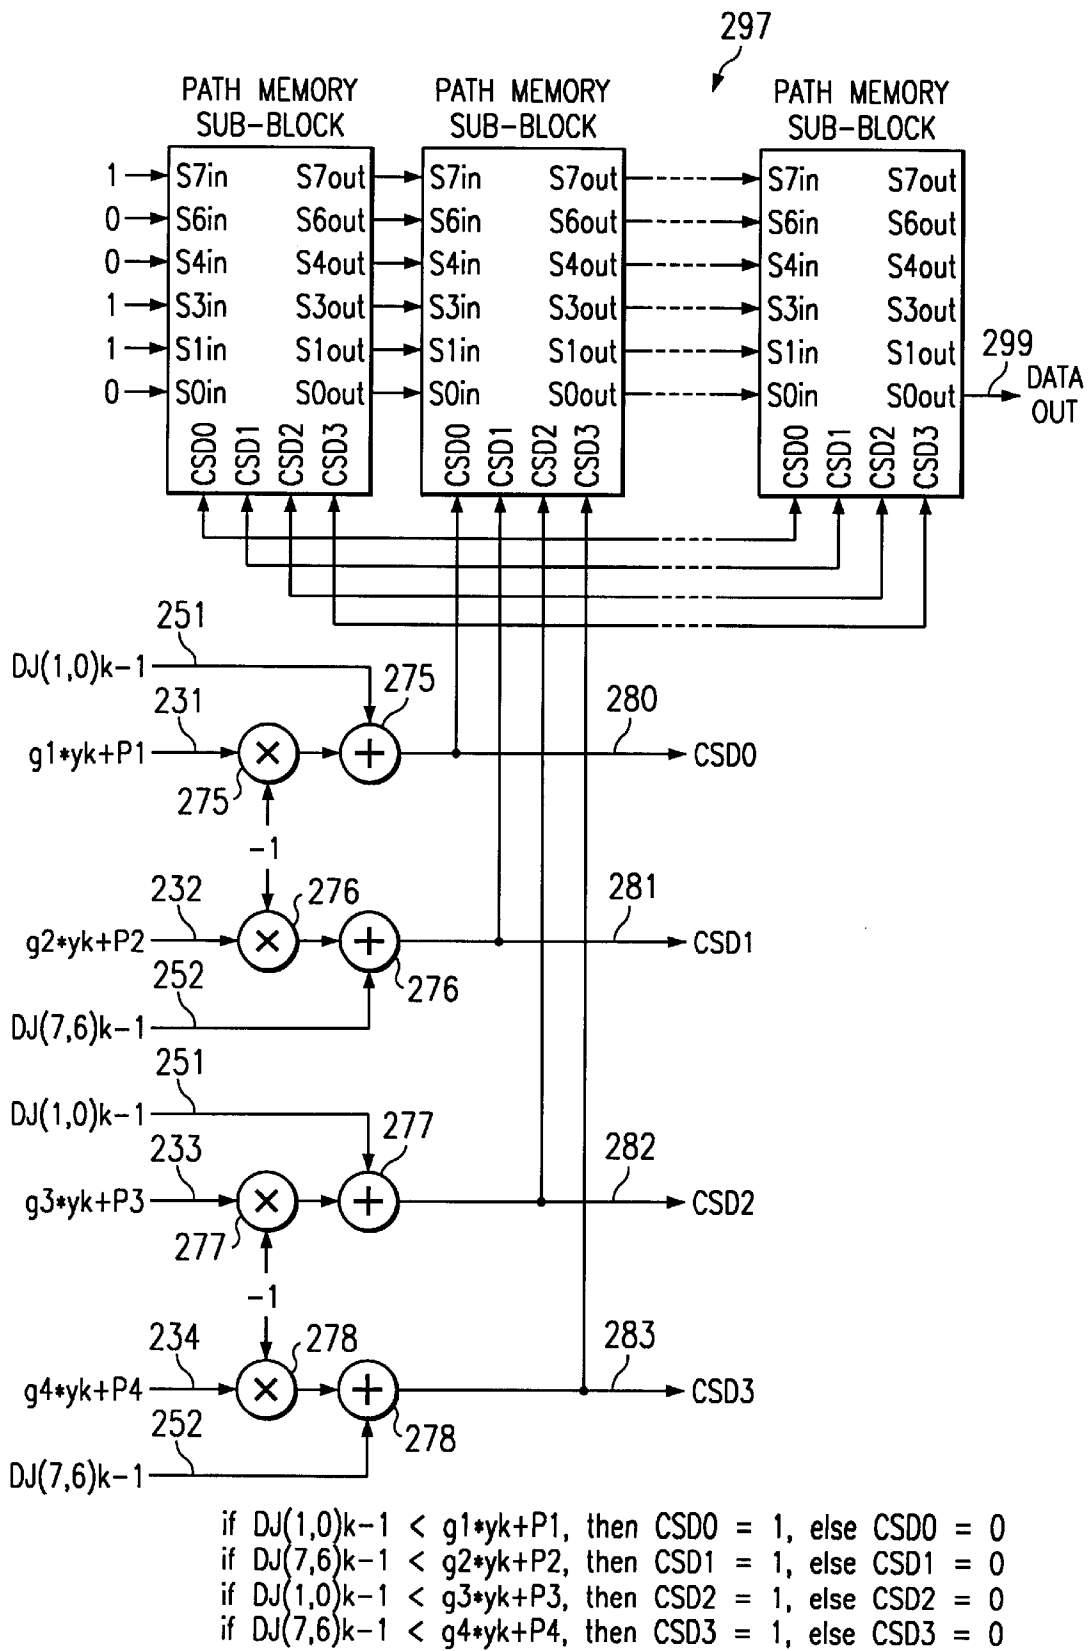 297
PATH MEMORY SUB-BLOCK
PATH MEMORY SUB-BLOCK
PATH MEMORY SUB-BLOCK
1 S7in S7out S7in S7out S7in S7out
0 S6in S6out S6in S6out S6in S6out
0 S4in S4out S4in S4out S4in S4out
1 S3in S3out S3in S3out S3in S3out
1 S1in S1out S1in S1out S1in S1out
0 S0in S0out S0in S0out S0in S0out
299
DATA OUT
CSD0 CSD1 CSD2 CSD3 CSD0 CSD1 CSD2 CSD3 CSD0 CSD1 CSD2 CSD3
251
DJ(1,0)k-1
231 275 280
g1*yk+P1 × + CSD0
275
-1
232 276 281
g2*yk+P2 × + CSD1
252 276
DJ(7,6)k-1
251
DJ(1,0)k-1
233 277 282
g3*yk+P3 × + CSD2
277
-1
234 278 283
g4*yk+P4 × + CSD3
252 278
DJ(7,6)k-1
if DJ(1,0)k-1 < g1*yk+P1, then CSD0 = 1, else CSD0 = 0
if DJ(7,6)k-1 < g2*yk+P2, then CSD1 = 1, else CSD1 = 0
if DJ(1,0)k-1 < g3*yk+P3, then CSD2 = 1, else CSD2 = 0
if DJ(7,6)k-1 < g4*yk+P4, then CSD3 = 1, else CSD3 = 0